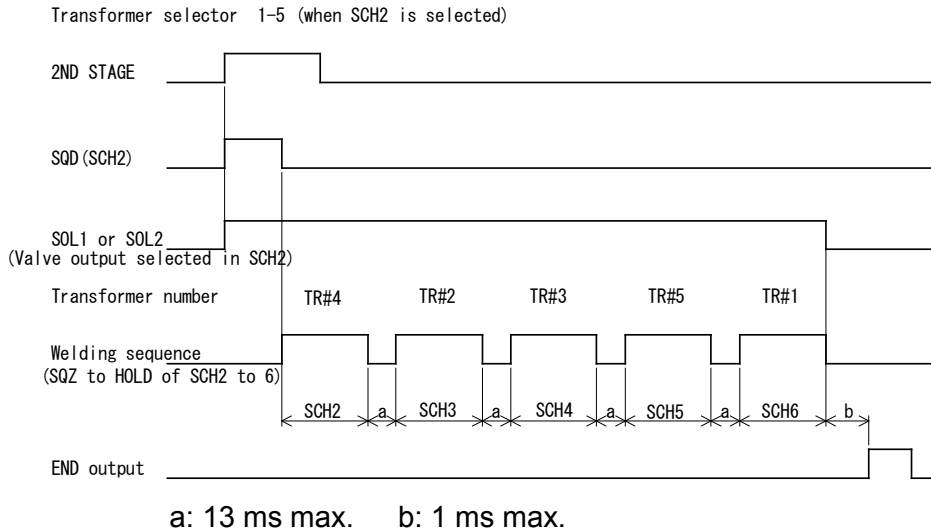 Transformer selector 1-5 (when SCH2 is selected)
2ND STAGE
SQD(SCH2)
SOL1 or SOL2
(Valve output selected in SCH2)
Transformer number TR#4 TR#2 TR#3 TR#5 TR#1
Welding sequence
(SQZ to HOLD of SCH2 to 6)
SCH2 a SCH3 a SCH4 a SCH5 a SCH6 b
END output
a: 13 ms max. b: 1 ms max.